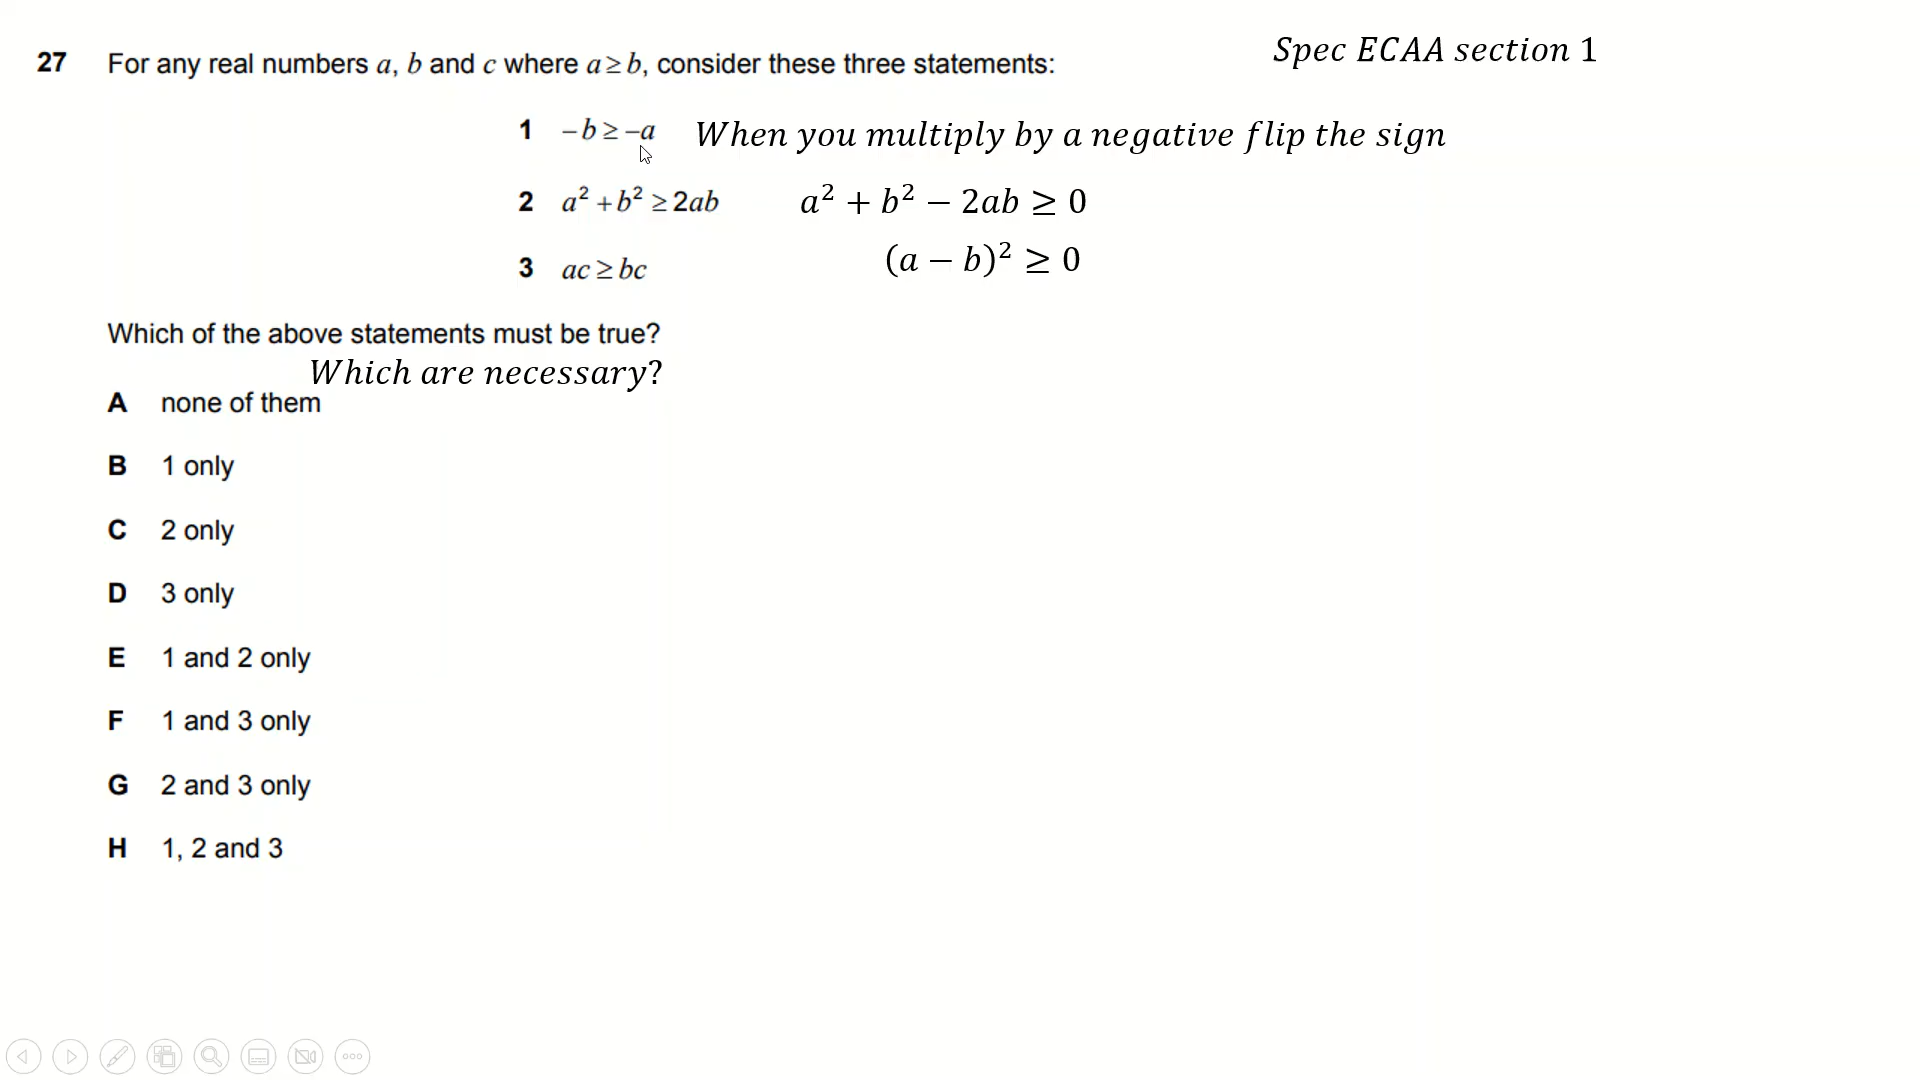 27 For any real numbers a, b and c where a ≥ b, consider these three statements:
Spec ECAA section 1
1 −b ≥ −a When you multiply by a negative flip the sign
2 a² + b² ≥ 2ab a² + b² − 2ab ≥ 0
(a − b)² ≥ 0
3 ac ≥ bc
Which of the above statements must be true?
Which are necessary?
A none of them
B 1 only
C 2 only
D 3 only
E 1 and 2 only
F 1 and 3 only
G 2 and 3 only
H 1, 2 and 3